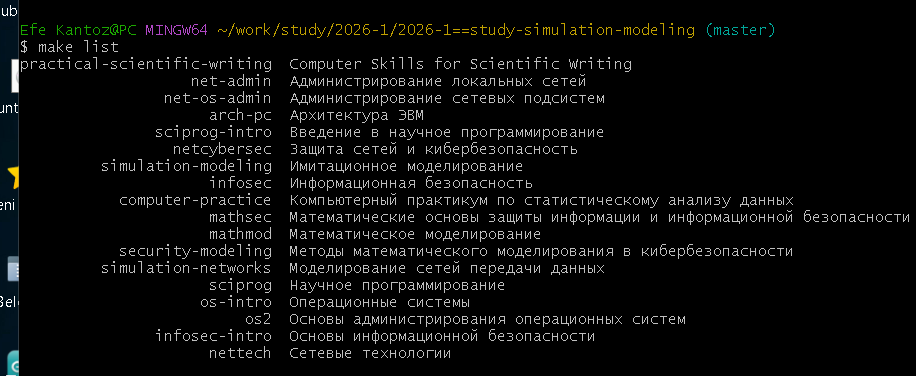 ub
Efe Kantoz@PC MINGW64 ~/work/study/2026-1/2026-1==study-simulation-modeling (master)
$ make list
practical-scientific-writing Computer Skills for Scientific Writing
net-admin Администрирование локальных сетей
net-os-admin Администрирование сетевых подсистем
unt
arch-pc Архитектура ЭВМ
sciprog-intro Введение в научное программирование
netcybersec Защита сетей и кибербезопасность
simulation-modeling Имитационное моделирование
infosec Информационная безопасность
eni
computer-practice Компьютерный практикум по статистическому анализу данных
mathsec Математические основы защиты информации и информационной безопасности
mathmod Математическое моделирование
security-modeling Методы математического моделирования в кибербезопасности
simulation-networks Моделирование сетей передачи данных
sciprog Научное программирование
Bel
os-intro Операционные системы
os2 Основы администрирования операционных систем
infosec-intro Основы информационной безопасности
nettech Сетевые технологии